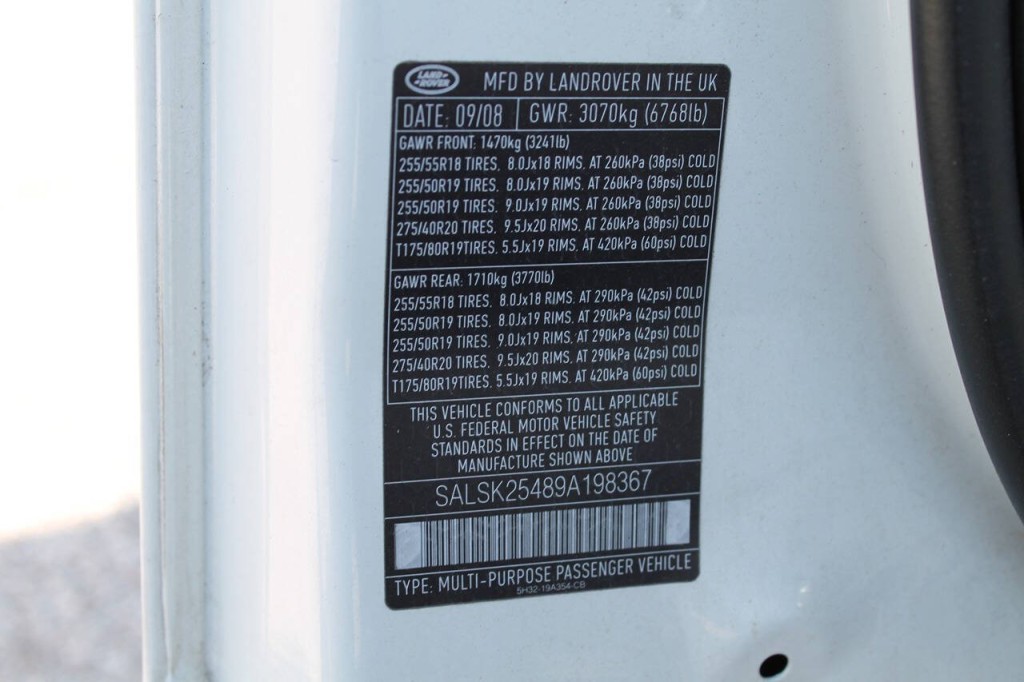 LAND ROVER MFD BY LANDROVER IN THE UK
DATE: 09/08 GWR: 3070kg (6768lb)
GAWR FRONT: 1470kg (3241lb)
255/55R18 TIRES, 8.0Jx18 RIMS, AT 260kPa (38psi) COLD
255/50R19 TIRES, 8.0Jx19 RIMS, AT 260kPa (38psi) COLD
255/50R19 TIRES, 9.0Jx19 RIMS, AT 260kPa (38psi) COLD
275/40R20 TIRES, 9.5Jx20 RIMS, AT 260kPa (38psi) COLD
T175/80R19TIRES, 5.5Jx19 RIMS, AT 420kPa (60psi) COLD
GAWR REAR: 1710kg (3770lb)
255/55R18 TIRES, 8.0Jx18 RIMS, AT 290kPa (42psi) COLD
255/50R19 TIRES, 8.0Jx19 RIMS, AT 290kPa (42psi) COLD
255/50R19 TIRES, 9.0Jx19 RIMS, AT 290kPa (42psi) COLD
275/40R20 TIRES, 9.5Jx20 RIMS, AT 290kPa (42psi) COLD
T175/80R19TIRES, 5.5Jx19 RIMS, AT 420kPa (60psi) COLD
THIS VEHICLE CONFORMS TO ALL APPLICABLE
U.S. FEDERAL MOTOR VEHICLE SAFETY
STANDARDS IN EFFECT ON THE DATE OF
MANUFACTURE SHOWN ABOVE
SALSK25489A198367
TYPE: MULTI-PURPOSE PASSENGER VEHICLE
5H32-19A354-CB